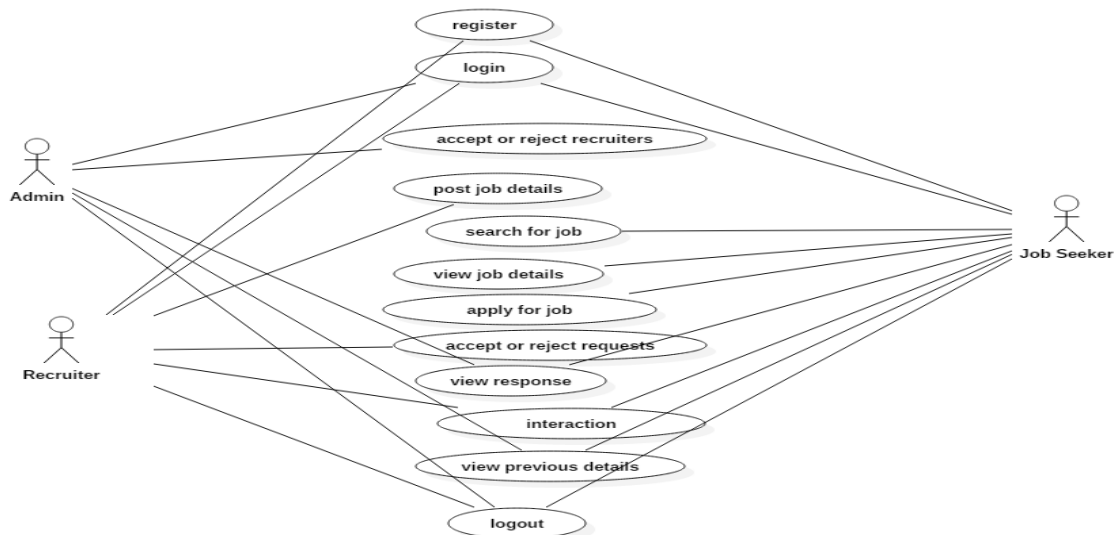 register
login
accept or reject recruiters
Admin
post job details
search for job
Job Seeker
view job details
apply for job
accept or reject requests
Recruiter
view response
interaction
view previous details
logout